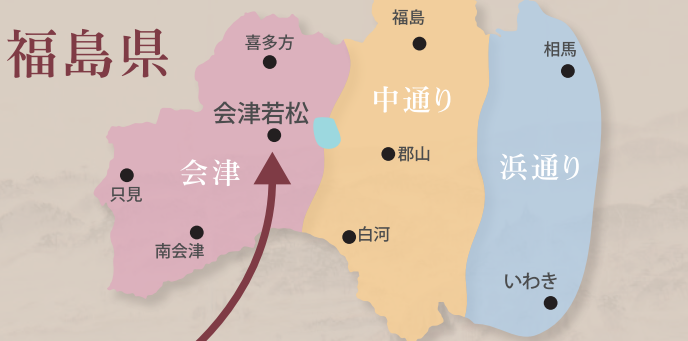 福島県
福島
喜多方
相馬
中通り
会津若松
郡山
浜通り
会津
只見
白河
南会津
いわき